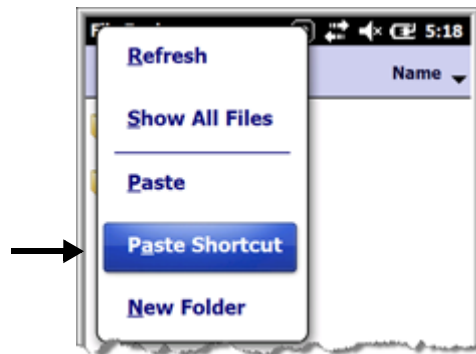 5:18
Name
Refresh
Show All Files
Paste
Paste Shortcut
New Folder